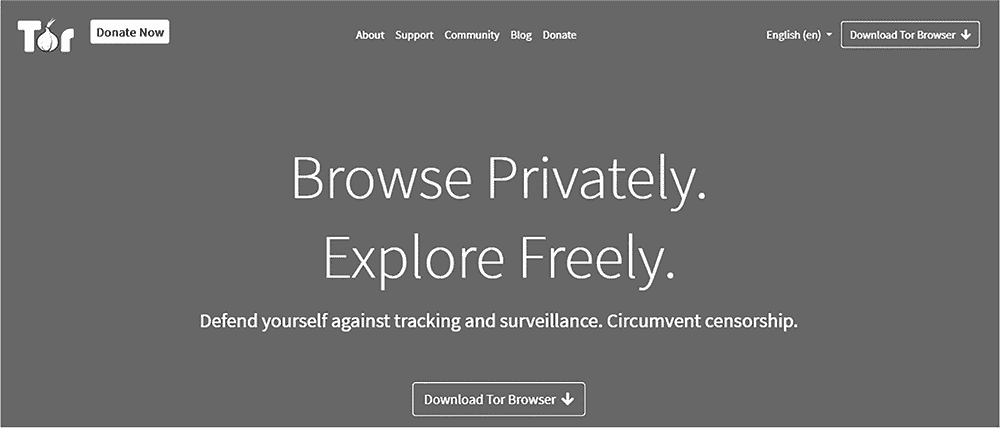 Tor
Donate Now
About Support Community Blog Donate
English (en)
Download Tor Browser
Browse Privately.
Explore Freely.
Defend yourself against tracking and surveillance. Circumvent censorship.
Download Tor Browser